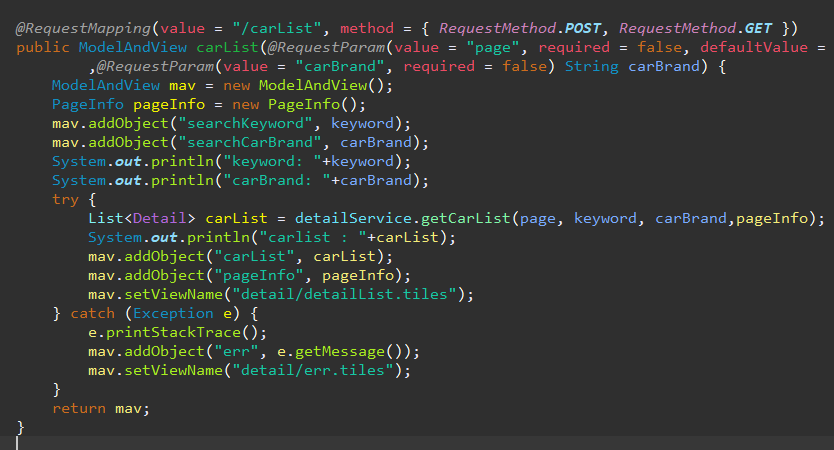 @RequestMapping(value = "/carList", method = { RequestMethod.POST, RequestMethod.GET })
public ModelAndView carList(@RequestParam(value = "page", required = false, defaultValue =
        ,@RequestParam(value = "carBrand", required = false) String carBrand) {
    ModelAndView mav = new ModelAndView();
    PageInfo pageInfo = new PageInfo();
    mav.addObject("searchKeyword", keyword);
    mav.addObject("searchCarBrand", carBrand);
    System.out.println("keyword: "+keyword);
    System.out.println("carBrand: "+carBrand);
    try {
        List<Detail> carList = detailService.getCarList(page, keyword, carBrand,pageInfo);
        System.out.println("carlist : "+carList);
        mav.addObject("carList", carList);
        mav.addObject("pageInfo", pageInfo);
        mav.setViewName("detail/detailList.tiles");
    } catch (Exception e) {
        e.printStackTrace();
        mav.addObject("err", e.getMessage());
        mav.setViewName("detail/err.tiles");
    }
    return mav;
}